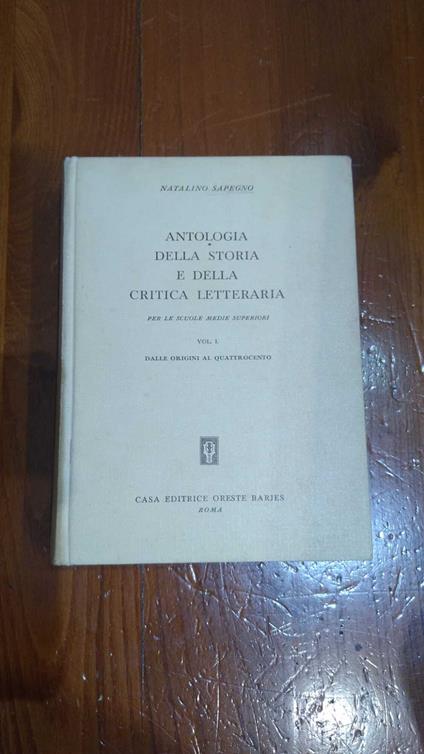 NATALINO SAPEGNO
ANTOLOGIA
DELLA STORIA
E DELLA
CRITICA LETTERARIA
PER LE SCUOLE MEDIE SUPERIORI
VOL. I.
DALLE ORIGINI AL QUATTROCENTO
CASA EDITRICE ORESTE BARJES
ROMA